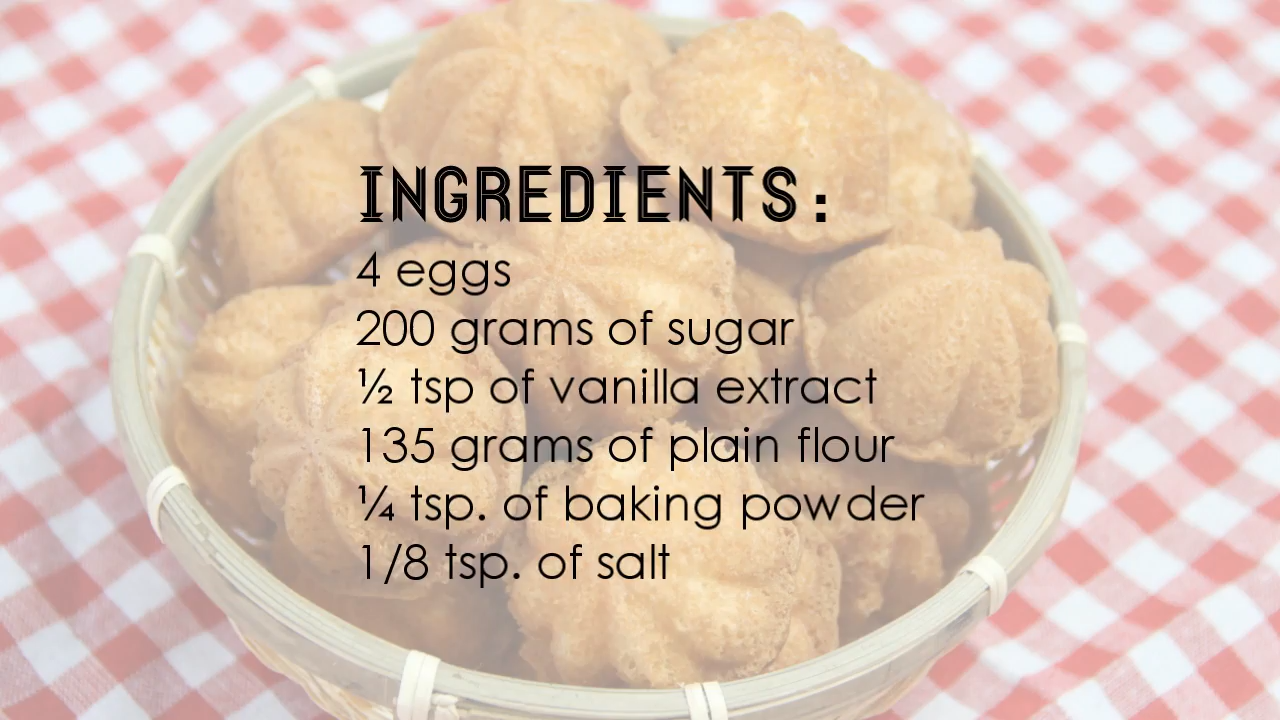 INGREDIENTS:
4 eggs
200 grams of sugar
½ tsp of vanilla extract
135 grams of plain flour
¼ tsp. of baking powder
1/8 tsp. of salt